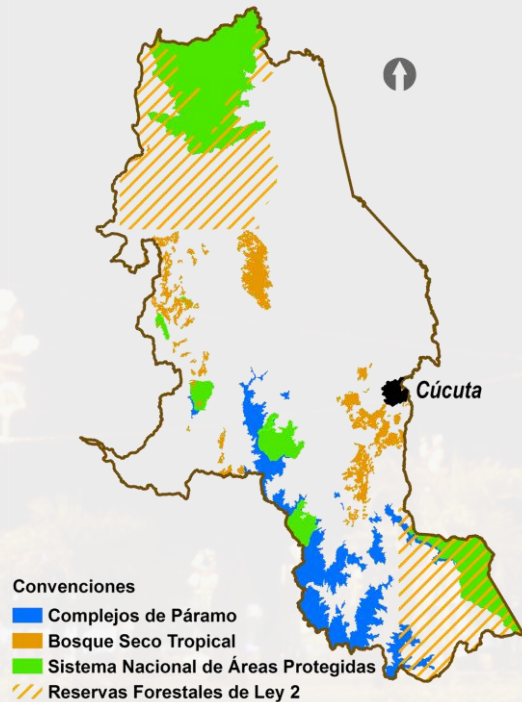 Cúcuta
Convenciones
Complejos de Páramo
Bosque Seco Tropical
Sistema Nacional de Áreas Protegidas
Reservas Forestales de Ley 2